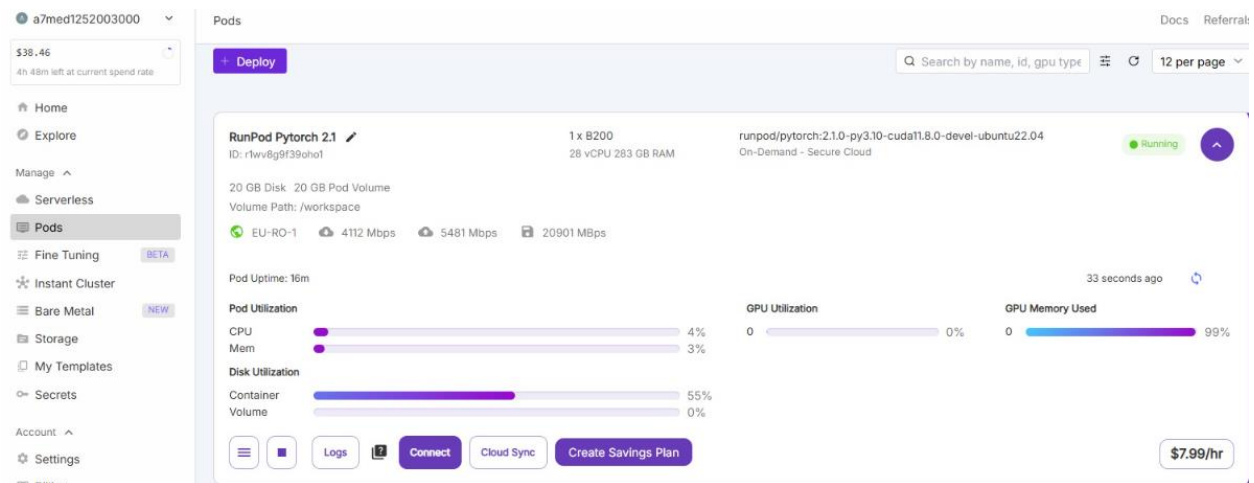 a7med1252003000
$38.46
4h 48m left at current spend rate
Home
Explore
Manage
Serverless
Pods
Fine Tuning BETA
Instant Cluster
Bare Metal NEW
Storage
My Templates
Secrets
Account
Settings
Pods
Docs Referrals
+ Deploy
Search by name, id, gpu type
12 per page
RunPod Pytorch 2.1
ID: r1wv8g9f39oho1
1 x B200
28 vCPU 283 GB RAM
runpod/pytorch:2.1.0-py3.10-cuda11.8.0-devel-ubuntu22.04
On-Demand - Secure Cloud
Running
20 GB Disk 20 GB Pod Volume
Volume Path: /workspace
EU-RO-1 4112 Mbps 5481 Mbps 20901 MBps
Pod Uptime: 16m
33 seconds ago
Pod Utilization
CPU 4%
Mem 3%
Disk Utilization
Container 55%
Volume 0%
GPU Utilization
0 0%
GPU Memory Used
0 99%
Logs
Connect
Cloud Sync
Create Savings Plan
$7.99/hr